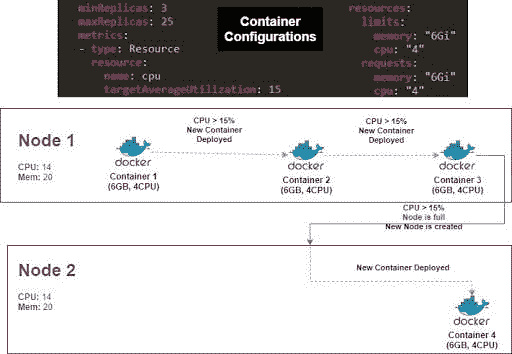 minReplicas: 3
maxReplicas: 25
metrics:
- type: Resource
resource:
name: cpu
targetAverageUtilization: 15
Container
Configurations
resources:
limits:
memory: "6Gi"
cpu: "4"
requests:
memory: "6Gi"
cpu: "4"
Node 1
CPU: 14
Mem: 20
docker
Container 1
(6GB, 4CPU)
CPU > 15%
New Container
Deployed
docker
Container 2
(6GB, 4CPU)
CPU > 15%
New Container
Deployed
docker
Container 3
(6GB, 4CPU)
CPU > 15%
Node is full
New Node is created
Node 2
CPU: 14
Mem: 20
New Container Deployed
docker
Container 4
(6GB, 4CPU)